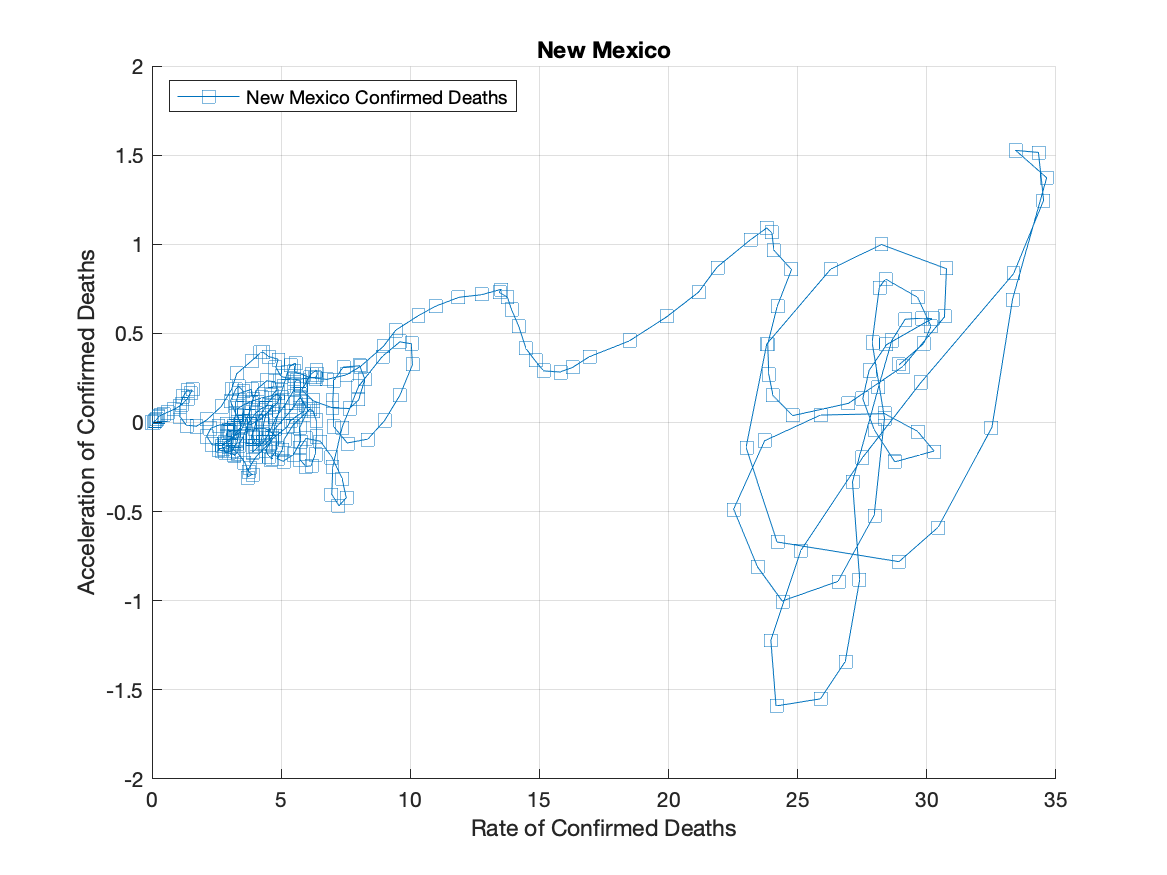 New Mexico
New Mexico Confirmed Deaths
Acceleration of Confirmed Deaths
2
1.5
1
0.5
0
-0.5
-1
-1.5
-2
0 5 10 15 20 25 30 35
Rate of Confirmed Deaths